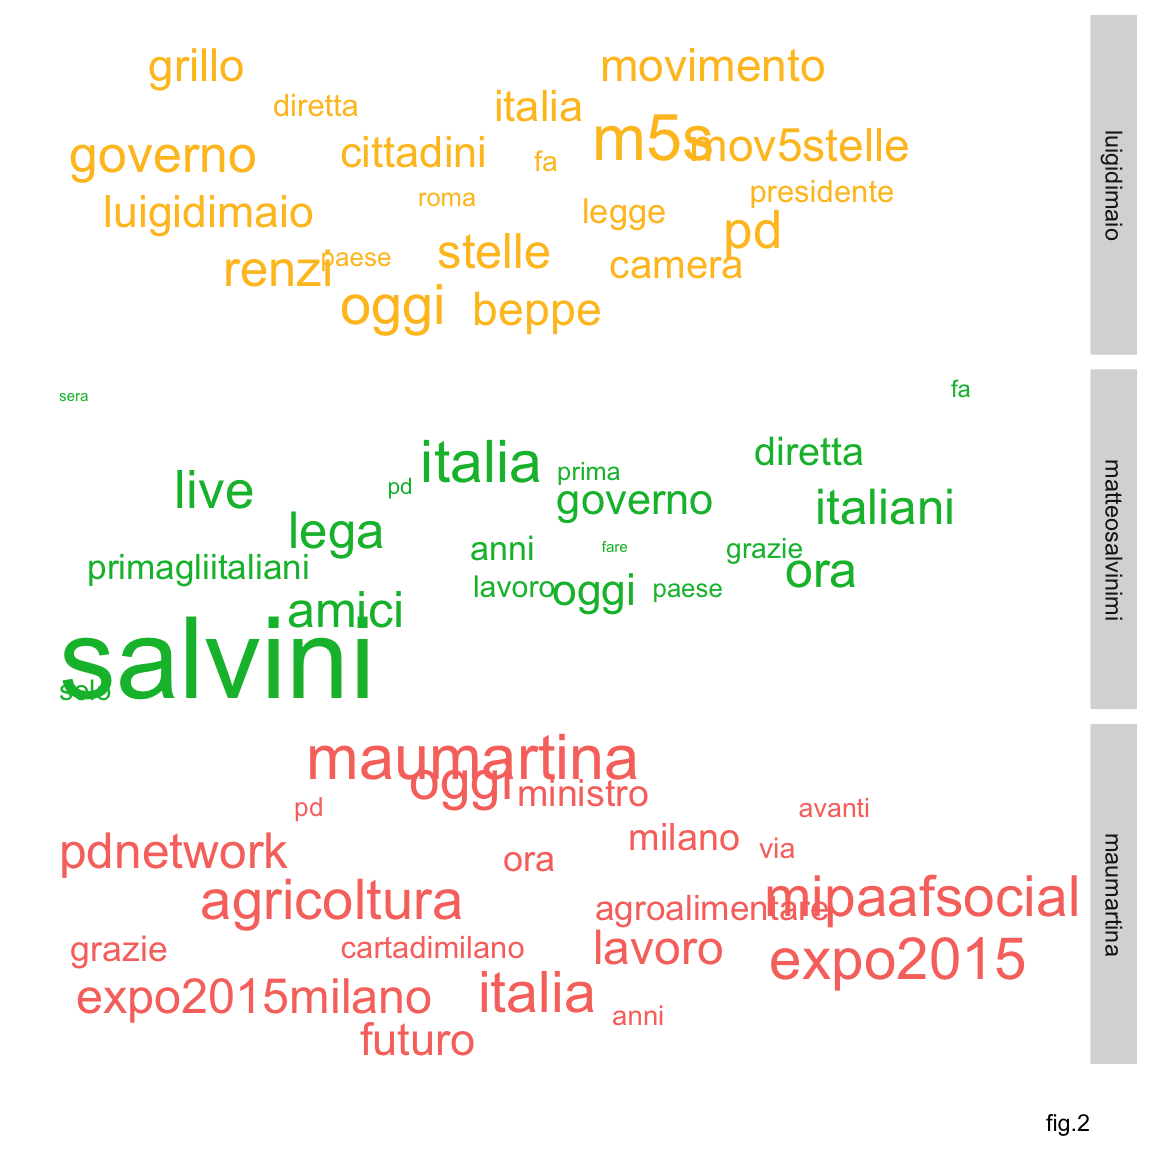 grillo
movimento
diretta
italia
m5s
governo
cittadini
fa
mov5stelle
roma
presidente
luigidimaio
legge
pd
stelle
renzi
paese
camera
oggi
beppe
luigidimaio
sera
fa
italia
diretta
live
pd
prima
governo
italiani
lega
anni
fare
grazie
primagliitaliani
ora
lavoro
oggi
paese
amici
salvini
solo
matteosalvinimi
maumartina
oggi
ministro
pd
avanti
milano
via
pdnetwork
ora
agricoltura
mipaafsocial
agroalimentare
grazie
cartadimilano
lavoro
expo2015
expo2015milano
italia
anni
futuro
maumartina
fig.2